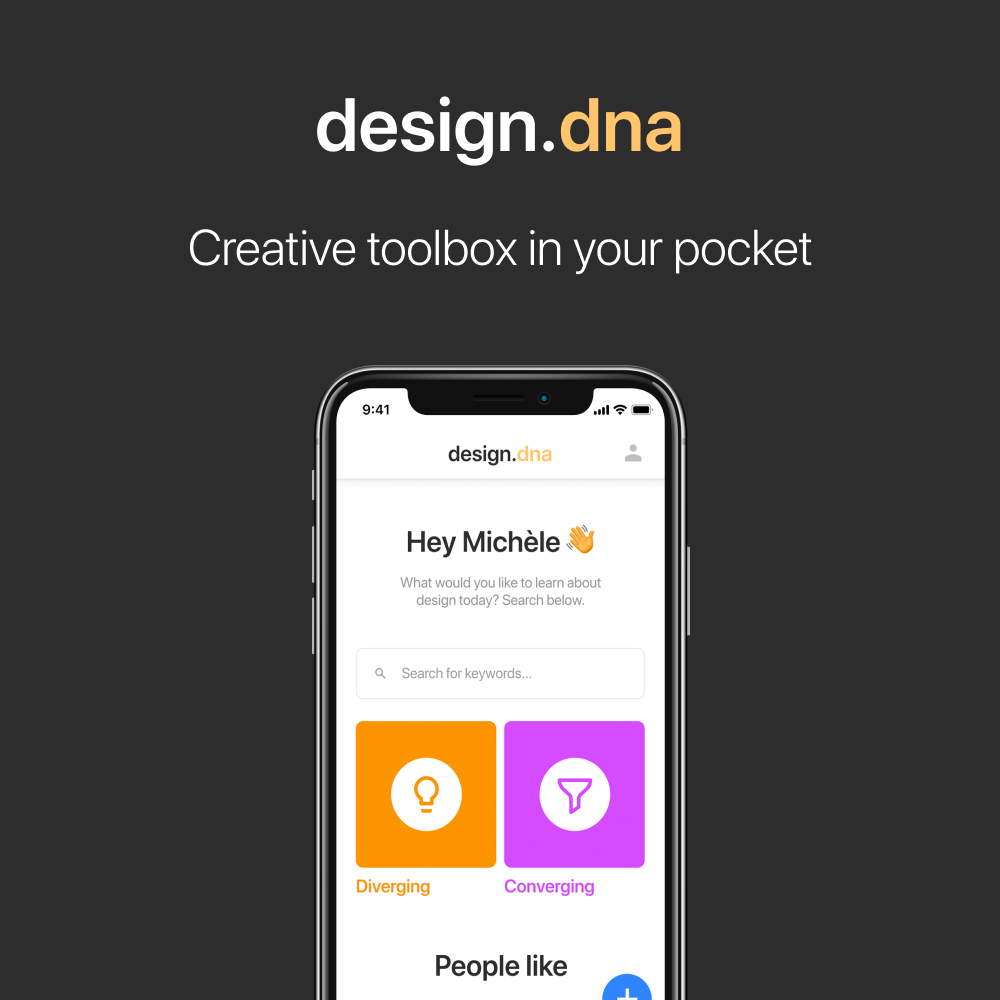 design.dna
Creative toolbox in your pocket
9:41
design.dna
Hey Michèle 👋
What would you like to learn about
design today? Search below.
Search for keywords...
Diverging
Converging
People like